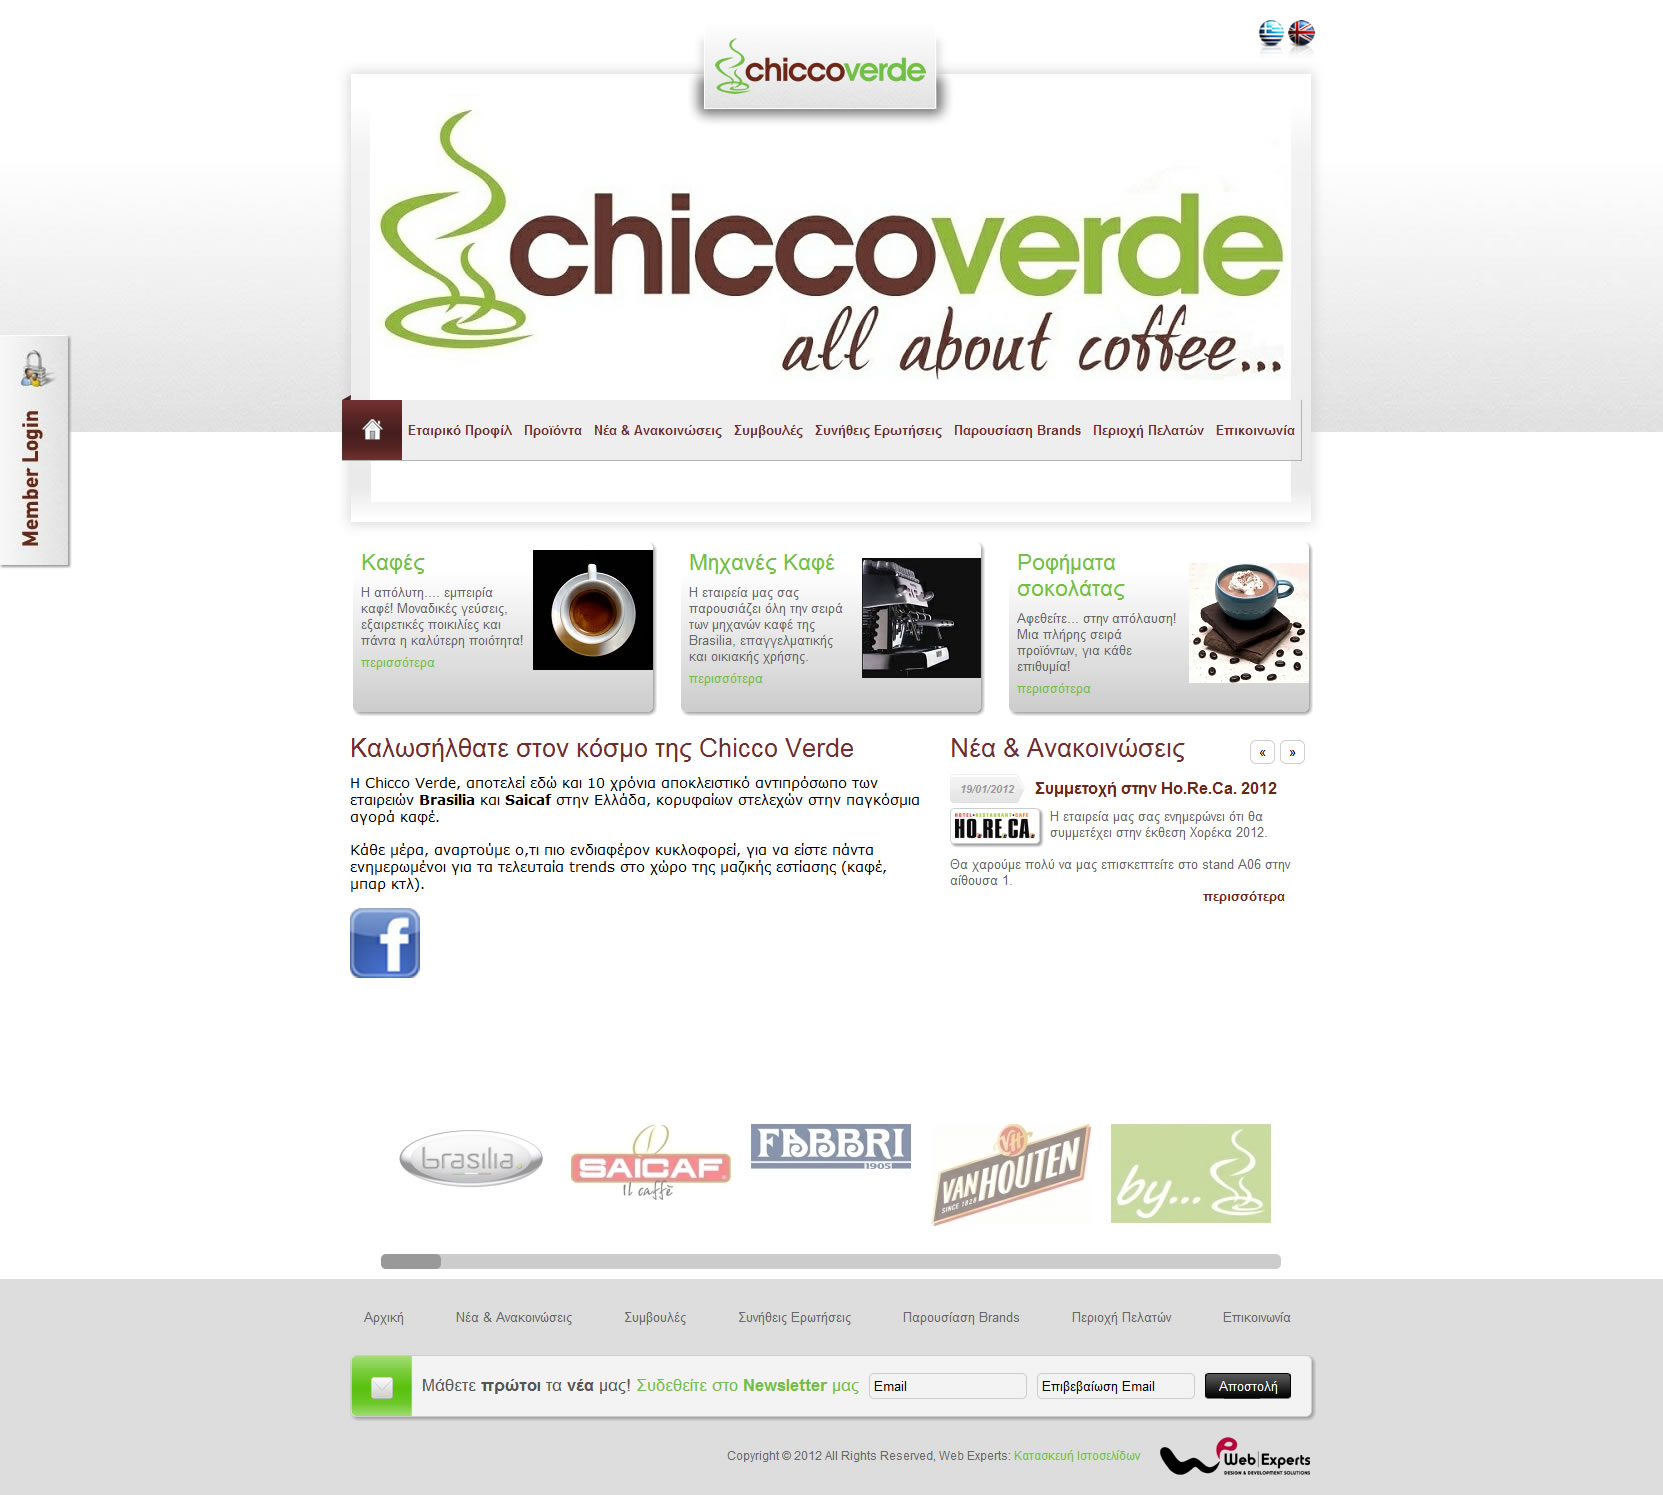 chiccoverde
chiccoverde
all about coffee...
Member Login
Εταιρικό Προφίλ
Προϊόντα
Νέα & Ανακοινώσεις
Συμβουλές
Συνήθεις Ερωτήσεις
Παρουσίαση Brands
Περιοχή Πελατών
Επικοινωνία
Καφές
Η απόλυτη.... εμπειρία
καφέ! Μοναδικές γεύσεις,
εξαιρετικές ποικιλίες και
πάντα η καλύτερη ποιότητα!
περισσότερα
Μηχανές Καφέ
Η εταιρεία μας σας
παρουσιάζει όλη την σειρά
των μηχανών καφέ της
Brasilia, επαγγελματικής
και οικιακής χρήσης.
περισσότερα
Ροφήματα
σοκολάτας
Αφεθείτε... στην απόλαυση!
Μια πλήρης σειρά
προϊόντων, για κάθε
επιθυμία!
περισσότερα
Καλωσήλθατε στον κόσμο της Chicco Verde
Η Chicco Verde, αποτελεί εδώ και 10 χρόνια αποκλειστικό αντιπρόσωπο των
εταιρειών Brasilia και Saicaf στην Ελλάδα, κορυφαίων στελεχών στην παγκόσμια
αγορά καφέ.
Κάθε μέρα, αναρτούμε ο,τι πιο ενδιαφέρον κυκλοφορεί, για να είστε πάντα
ενημερωμένοι για τα τελευταία trends στο χώρο της μαζικής εστίασης (καφέ,
μπαρ κτλ).
f
Νέα & Ανακοινώσεις
« »
19/01/2012
Συμμετοχή στην Ho.Re.Ca. 2012
HOTEL•RESTAURANT•CAFÉ
HO.RE.CA.
Η εταιρεία μας σας ενημερώνει ότι θα
συμμετέχει στην έκθεση Χορέκα 2012.
Θα χαρούμε πολύ να μας επισκεπτείτε στο stand A06 στην
αίθουσα 1.
περισσότερα
brasilia.
SAICAF
Il caffè
FABBRI
1905
VH
VAN HOUTEN
SINCE 1828
by...
Αρχική
Νέα & Ανακοινώσεις
Συμβουλές
Συνήθεις Ερωτήσεις
Παρουσίαση Brands
Περιοχή Πελατών
Επικοινωνία
Μάθετε πρώτοι τα νέα μας! Συδεθείτε στο Newsletter μας
Email
Επιβεβαίωση Email
Αποστολή
Copyright © 2012 All Rights Reserved, Web Experts: Κατασκευή Ιστοσελίδων
Web|Experts
DESIGN & DEVELOPMENT SOLUTIONS